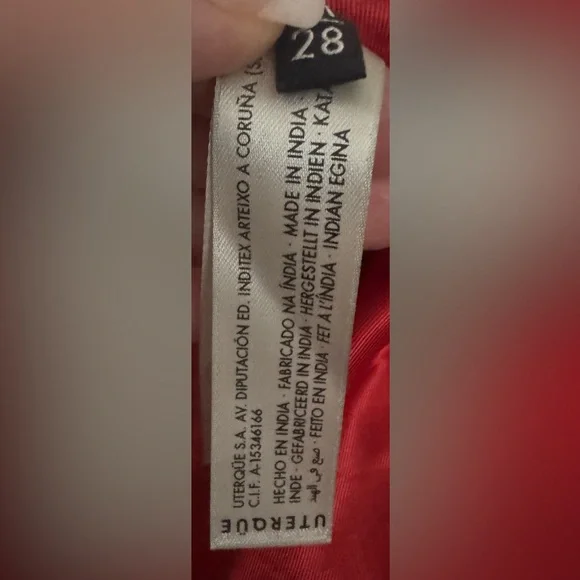 28
UTERQÜE S.A. AV. DIPUTACIÓN ED. INDITEX ARTEIXO A CORUÑA
C.I.F. A-15346166
HECHO EN INDIA · FABRICADO NA ÍNDIA · MADE IN INDIA ·
INDE · GEFABRICEERD IN INDIA · HERGESTELLT IN INDIEN ·
صنع في الهند · FEITO EN INDIA · FET A L'ÍNDIA · INDIAN EGINA
UTERQÜE